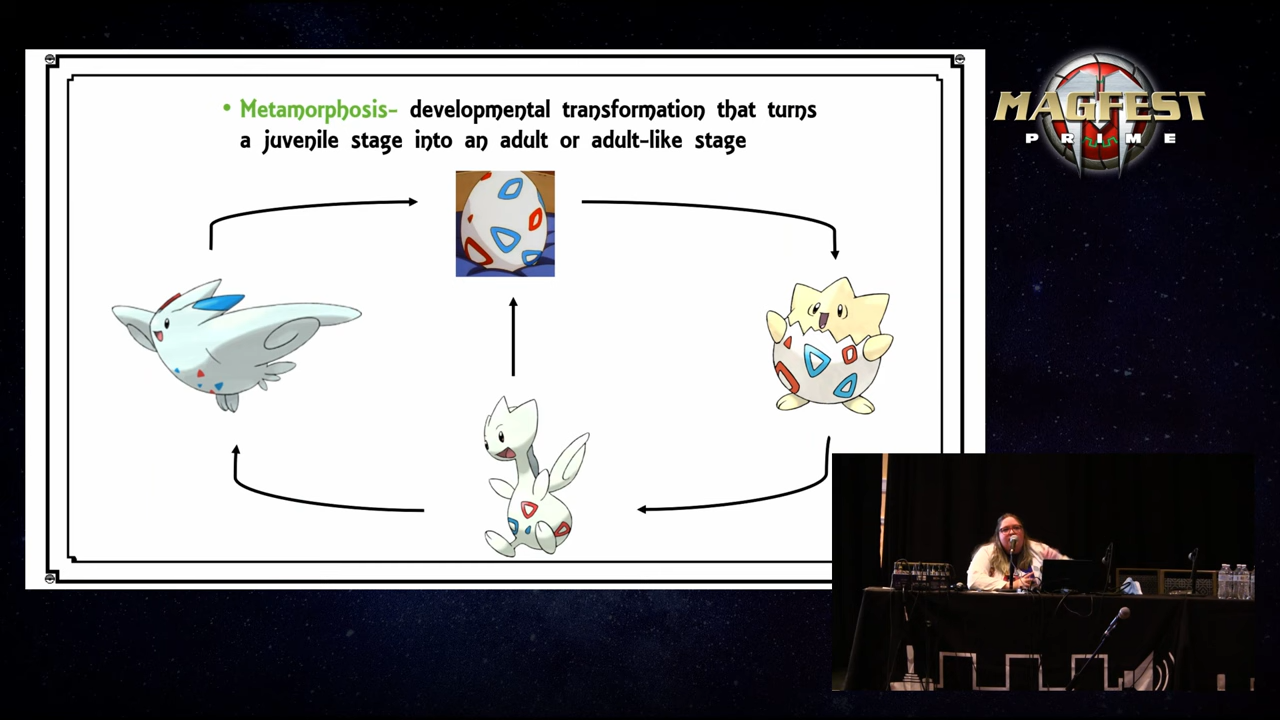 • Metamorphosis- developmental transformation that turns
a juvenile stage into an adult or adult-like stage
MAGFEST
PRIME